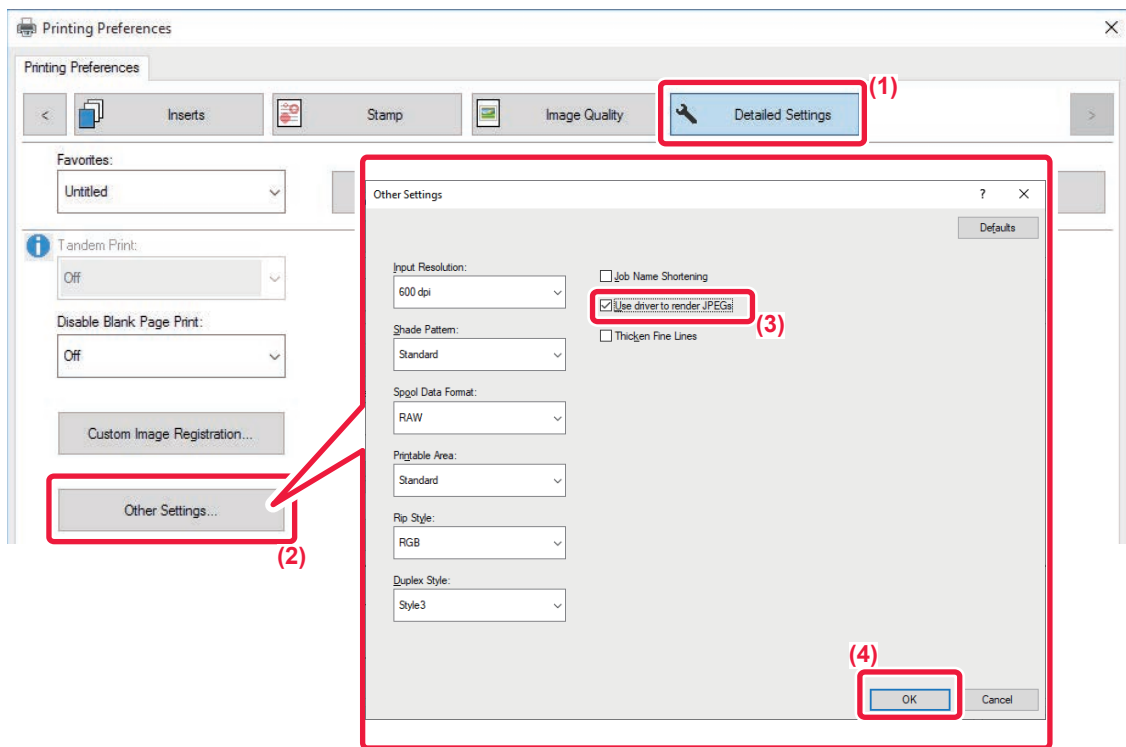 Printing Preferences
Printing Preferences
(1)
< Inserts Stamp Image Quality Detailed Settings >
Favorites:
Untitled
Tandem Print:
Off
Disable Blank Page Print:
Off
Custom Image Registration...
Other Settings...
(2)
Other Settings ?
Defaults
Input Resolution:
600 dpi
Shade Pattern:
Standard
Spool Data Format:
RAW
Printable Area:
Standard
Rip Style:
RGB
Duplex Style:
Style3
Job Name Shortening
Use driver to render JPEGs
(3)
Thicken Fine Lines
(4)
OK Cancel